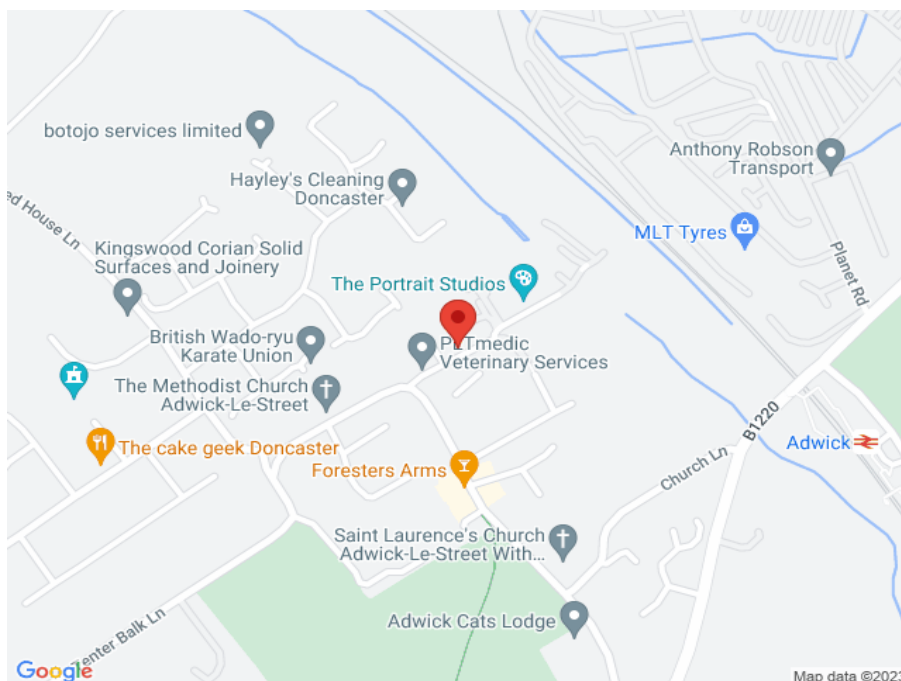 botojo services limited
Anthony Robson
Transport
Hayley's Cleaning
Doncaster
ed House Ln
MLT Tyres
Kingswood Corian Solid
Surfaces and Joinery
Planet Rd
The Portrait Studios
British Wado-ryu
Karate Union
PETmedic
Veterinary Services
The Methodist Church
Adwick-Le-Street
B1220
Adwick
The cake geek Doncaster
Church Ln
Foresters Arms
Saint Laurence's Church
Adwick-Le-Street With...
Adwick Cats Lodge
enter Balk Ln
Google
Map data ©2023